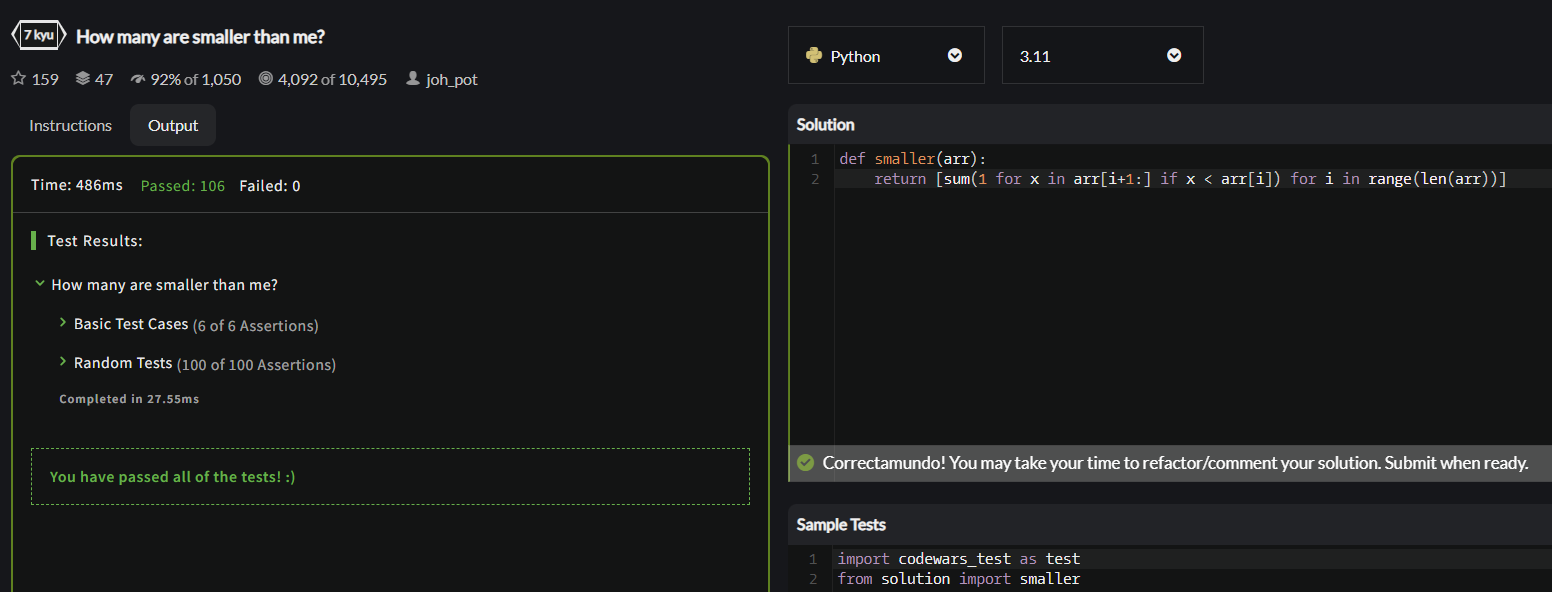 7 kyu How many are smaller than me?
159 47 92% of 1,050 4,092 of 10,495 joh_pot
Instructions Output
Time: 486ms Passed: 106 Failed: 0
Test Results:
How many are smaller than me?
Basic Test Cases (6 of 6 Assertions)
Random Tests (100 of 100 Assertions)
Completed in 27.55ms
You have passed all of the tests! :)
Python 3.11
Solution
1 def smaller(arr):
2     return [sum(1 for x in arr[i+1:] if x < arr[i]) for i in range(len(arr))]
Correctamundo! You may take your time to refactor/comment your solution. Submit when ready.
Sample Tests
1 import codewars_test as test
2 from solution import smaller